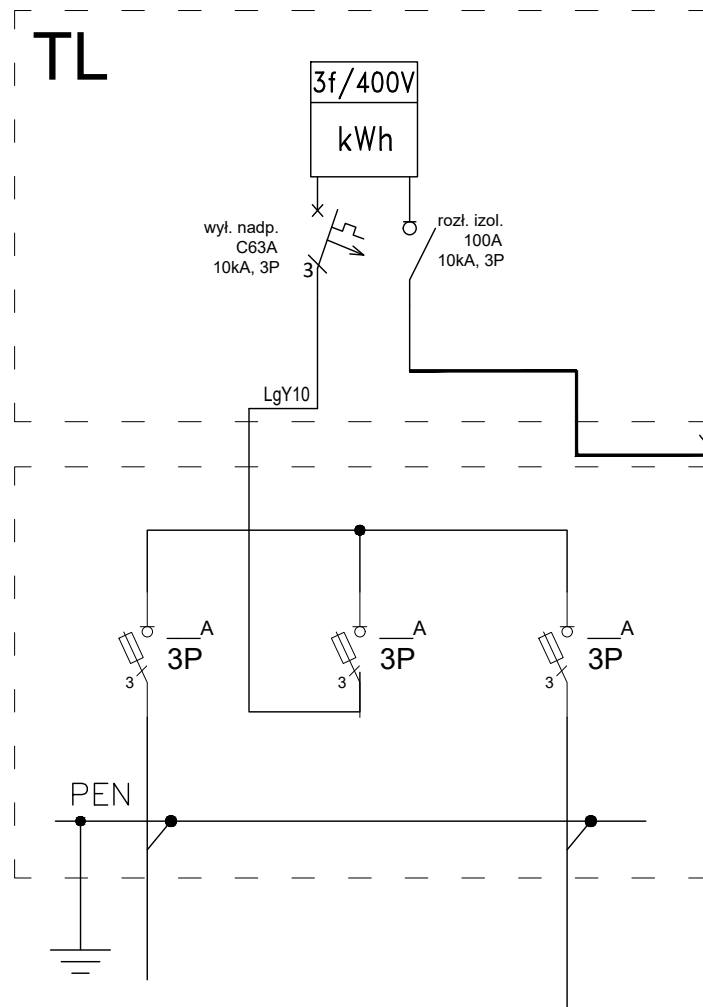 TL
3f/400V
kWh
wył. nadp.
C63A
10kA, 3P
3
rozł. izol.
100A
10kA, 3P
LgY10
A
3P
3
A
3P
3
A
3P
3
PEN